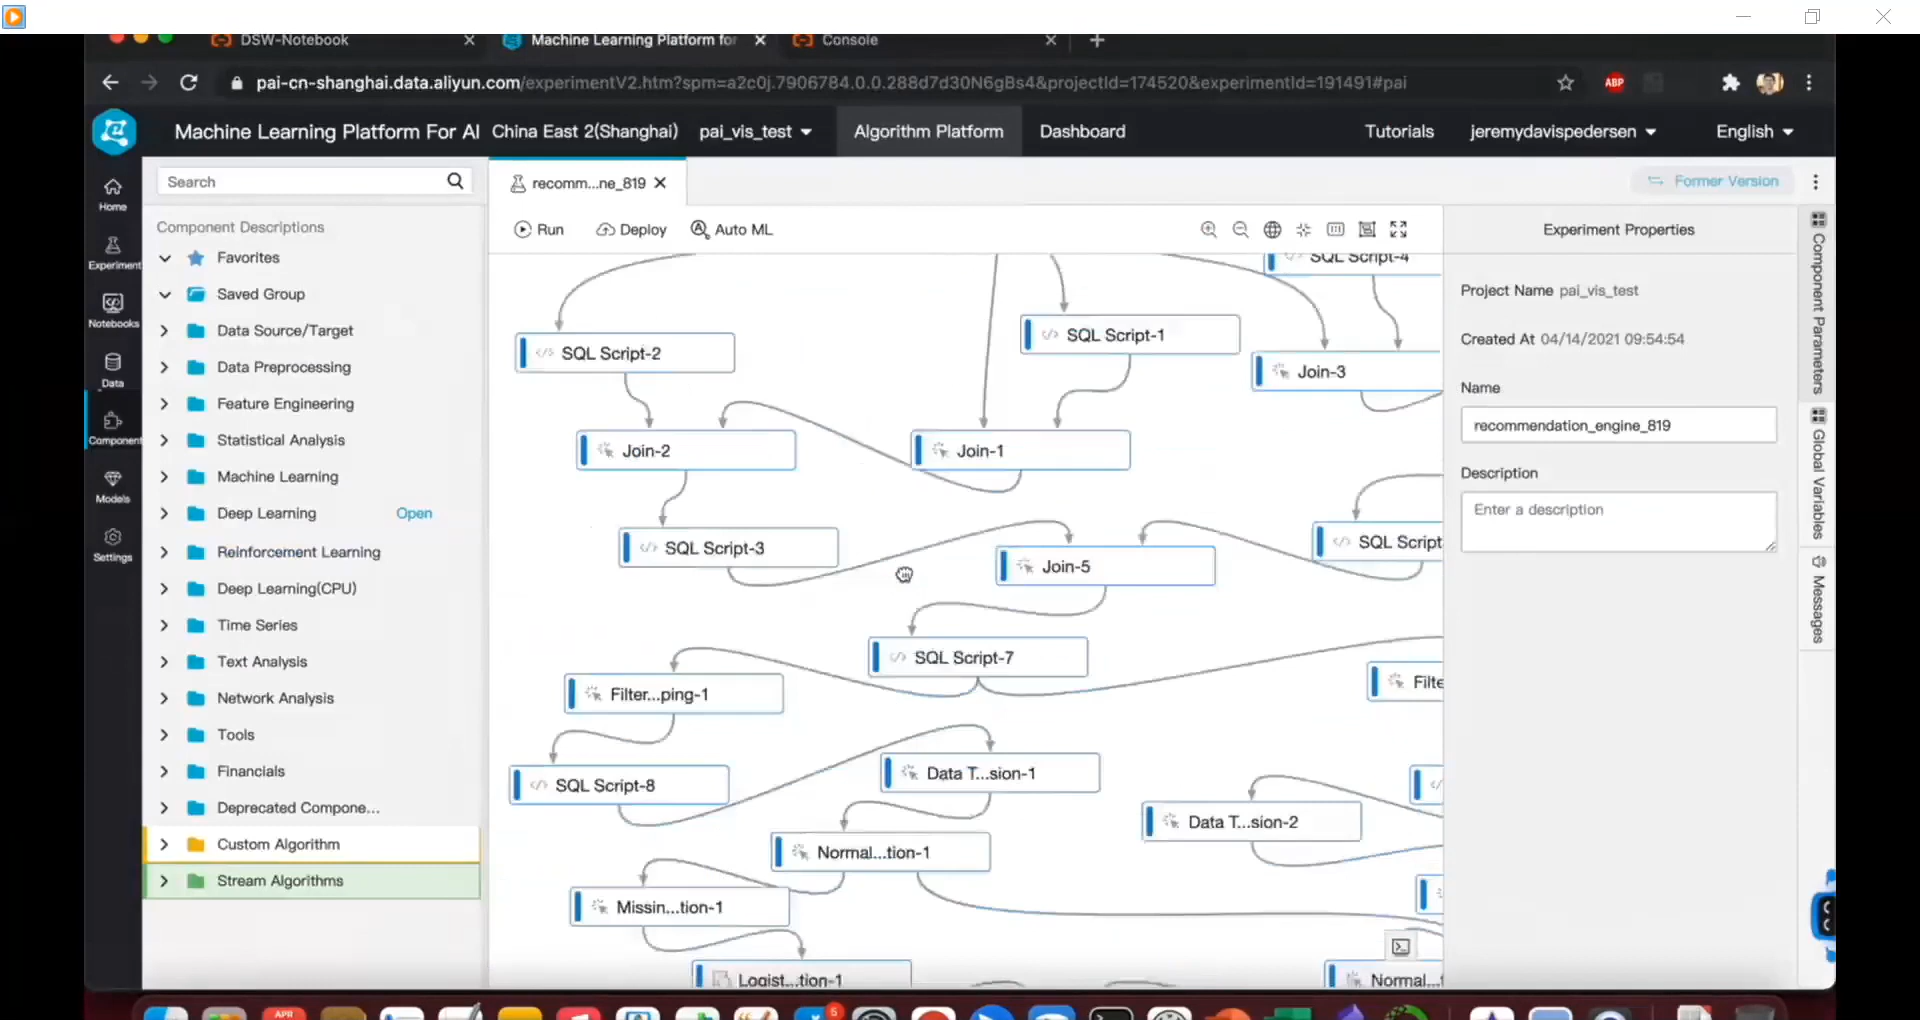 DSW-Notebook
Machine Learning Platform for
Console
pai-cn-shanghai.data.aliyun.com/experimentV2.htm?spm=a2c0j.7906784.0.0.288d7d30N6gBs4&projectId=174520&experimentId=191491#pai
ABP
Machine Learning Platform For AI
China East 2(Shanghai)
pai_vis_test
Algorithm Platform
Dashboard
Tutorials
jeremydavispedersen
English
Home
Experiment
Notebooks
Data
Component
Models
Settings
Search
Component Descriptions
Favorites
Saved Group
Data Source/Target
Data Preprocessing
Feature Engineering
Statistical Analysis
Machine Learning
Deep Learning
Open
Reinforcement Learning
Deep Learning(CPU)
Time Series
Text Analysis
Network Analysis
Tools
Financials
Deprecated Compone...
Custom Algorithm
Stream Algorithms
recomm...ne_819
Former Version
Run
Deploy
Auto ML
SQL Script-4
SQL Script-2
SQL Script-1
Join-3
Join-2
Join-1
SQL Script-3
Join-5
SQL Script
SQL Script-7
Filter...ping-1
Filte
SQL Script-8
Data T...sion-1
Data T...sion-2
Normal...tion-1
Missin...tion-1
Logist...tion-1
Normal...t
Experiment Properties
Project Name pai_vis_test
Created At 04/14/2021 09:54:54
Name
recommendation_engine_819
Description
Enter a description
Component Parameters
Global Variables
Messages
APR
6